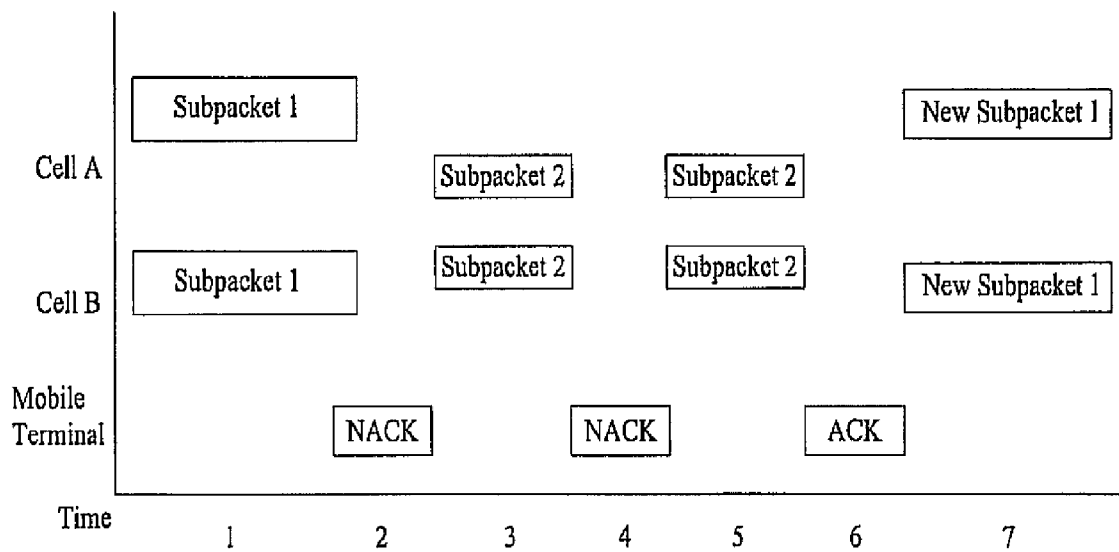 Subpacket 1
New Subpacket 1
Cell A
Subpacket 2
Subpacket 2
Subpacket 1
Subpacket 2
Subpacket 2
New Subpacket 1
Cell B
Mobile
Terminal
NACK
NACK
ACK
Time
1 2 3 4 5 6 7